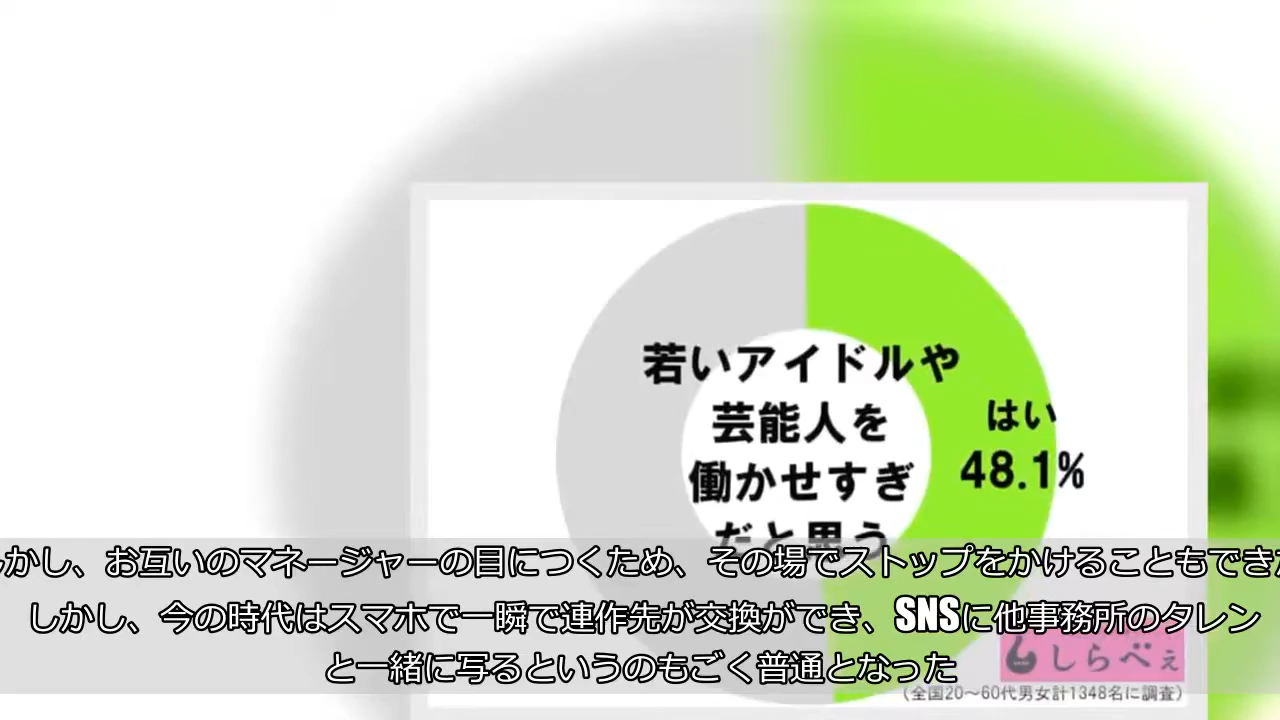 若いアイドルや
芸能人を
働かせすぎ
だと思う
はい
48.1%
かし、お互いのマネージャーの目につくため、その場でストップをかけることもでき
しかし、今の時代はスマホで一瞬で連作先が交換ができ、SNSに他事務所のタレン
と一緒に写るというのもごく普通となった
しらべぇ
(全国20〜60代男女計1348名に調査)